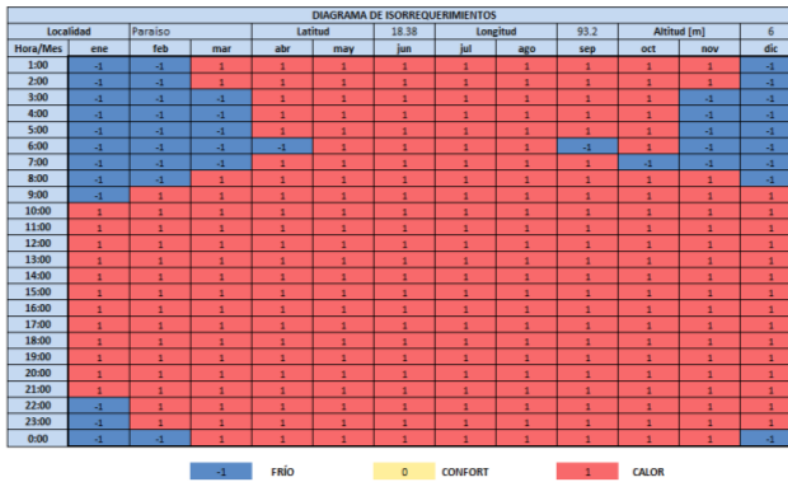 DIAGRAMA DE ISORREQUERIMIENTOS
Localidad Paraíso Latitud 18.38 Longitud 93.2 Altitud [m] 6
Hora/Mes ene feb mar abr may jun jul ago sep oct nov dic
1:00 -1 -1 1 1 1 1 1 1 1 1 1 -1
2:00 -1 -1 1 1 1 1 1 1 1 1 1 -1
3:00 -1 -1 -1 1 1 1 1 1 1 1 -1 -1
4:00 -1 -1 -1 1 1 1 1 1 1 1 -1 -1
5:00 -1 -1 -1 1 1 1 1 1 1 1 -1 -1
6:00 -1 -1 -1 -1 1 1 1 1 -1 1 -1 -1
7:00 -1 -1 -1 1 1 1 1 1 1 -1 -1 -1
8:00 -1 -1 1 1 1 1 1 1 1 1 1 -1
9:00 -1 1 1 1 1 1 1 1 1 1 1 1
10:00 1 1 1 1 1 1 1 1 1 1 1 1
11:00 1 1 1 1 1 1 1 1 1 1 1 1
12:00 1 1 1 1 1 1 1 1 1 1 1 1
13:00 1 1 1 1 1 1 1 1 1 1 1 1
14:00 1 1 1 1 1 1 1 1 1 1 1 1
15:00 1 1 1 1 1 1 1 1 1 1 1 1
16:00 1 1 1 1 1 1 1 1 1 1 1 1
17:00 1 1 1 1 1 1 1 1 1 1 1 1
18:00 1 1 1 1 1 1 1 1 1 1 1 1
19:00 1 1 1 1 1 1 1 1 1 1 1 1
20:00 1 1 1 1 1 1 1 1 1 1 1 1
21:00 1 1 1 1 1 1 1 1 1 1 1 1
22:00 -1 1 1 1 1 1 1 1 1 1 1 1
23:00 -1 1 1 1 1 1 1 1 1 1 1 1
0:00 -1 -1 1 1 1 1 1 1 1 1 1 -1
-1 FRÍO 0 CONFORT 1 CALOR